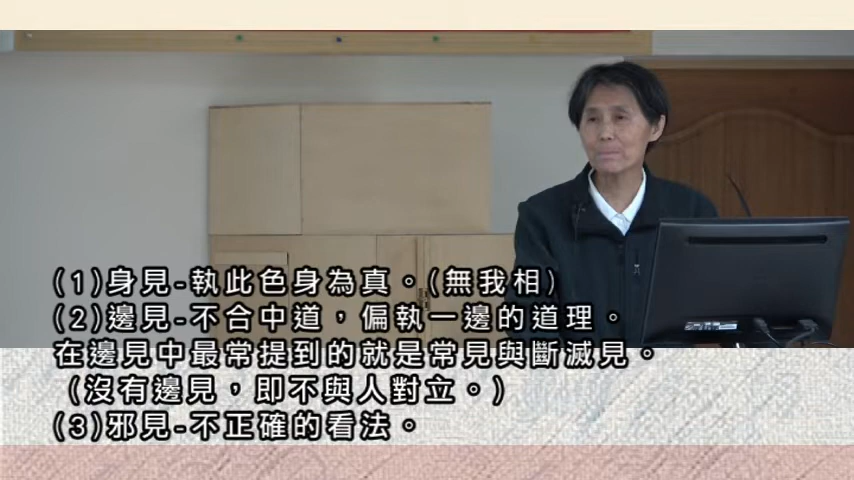 (1)身見-執此色身為真。(無我相)
(2)邊見-不合中道，偏執一邊的道理。
在邊見中最常提到的就是常見與斷滅見。
(沒有邊見，即不與人對立。)
(3)邪見-不正確的看法。